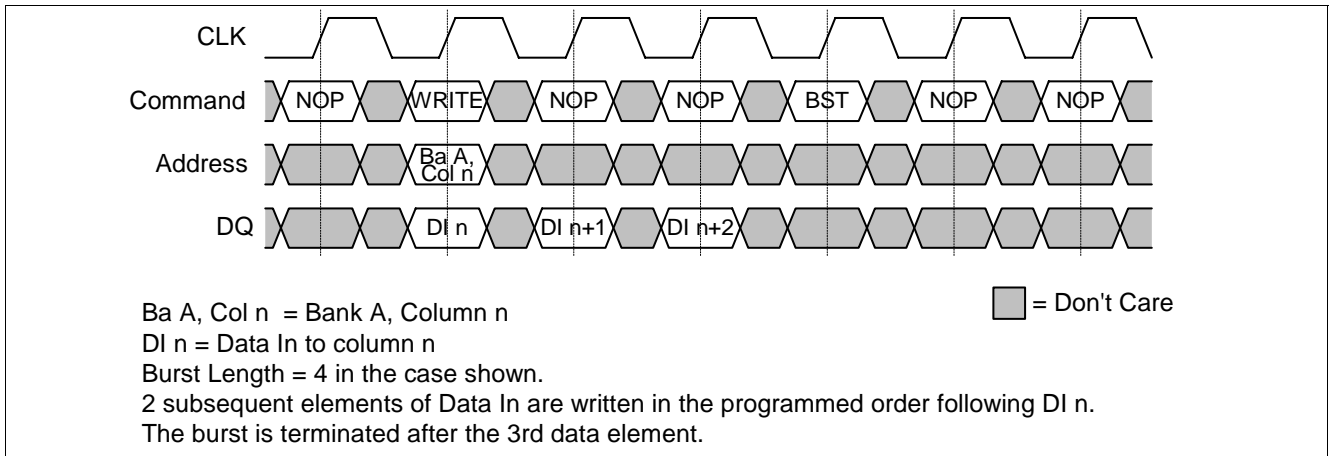 CLK
Command NOP WRITE NOP NOP BST NOP NOP
Address Ba A,
Col n
DQ DI n DI n+1 DI n+2
Ba A, Col n = Bank A, Column n
= Don't Care
DI n = Data In to column n
Burst Length = 4 in the case shown.
2 subsequent elements of Data In are written in the programmed order following DI n.
The burst is terminated after the 3rd data element.